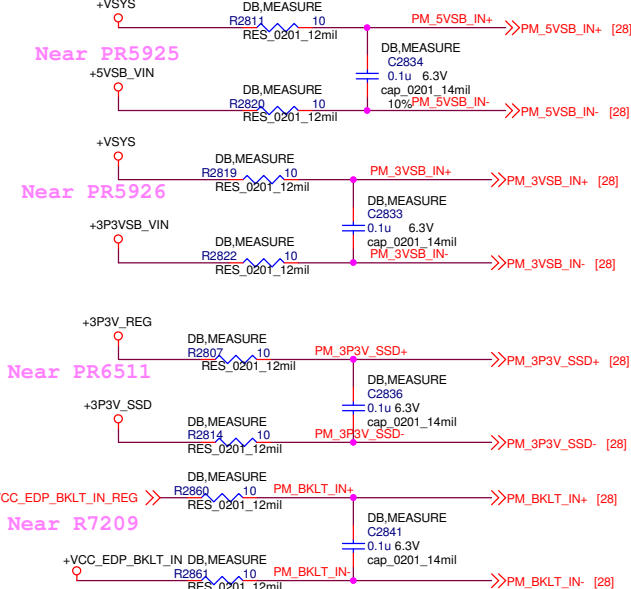 +VSYS
DB,MEASURE
R2811 10
RES_0201_12mil
PM_5VSB_IN+
PM_5VSB_IN+ [28]
Near PR5925
DB,MEASURE
C2834
0.1u 6.3V
cap_0201_14mil
10%
+5VSB_VIN
DB,MEASURE
R2820 10
RES_0201_12mil
PM_5VSB_IN-
PM_5VSB_IN- [28]
+VSYS
DB,MEASURE
R2819 10
RES_0201_12mil
PM_3VSB_IN+
PM_3VSB_IN+ [28]
Near PR5926
DB,MEASURE
C2833
0.1u 6.3V
cap_0201_14mil
+3P3VSB_VIN
DB,MEASURE
R2822 10
RES_0201_12mil
PM_3VSB_IN-
PM_3VSB_IN- [28]
+3P3V_REG
DB,MEASURE
R2807 10
RES_0201_12mil
PM_3P3V_SSD+
PM_3P3V_SSD+ [28]
Near PR6511
DB,MEASURE
C2836
0.1u 6.3V
cap_0201_14mil
+3P3V_SSD
DB,MEASURE
R2814 10
RES_0201_12mil
PM_3P3V_SSD-
PM_3P3V_SSD- [28]
DB,MEASURE
VCC_EDP_BKLT_IN_REG
R2860 10
RES_0201_12mil
PM_BKLT_IN+
PM_BKLT_IN+ [28]
Near R7209
DB,MEASURE
C2841
0.1u 6.3V
cap_0201_14mil
+VCC_EDP_BKLT_IN
DB,MEASURE
R2861 10
RES_0201_12mil
PM_BKLT_IN-
PM_BKLT_IN- [28]